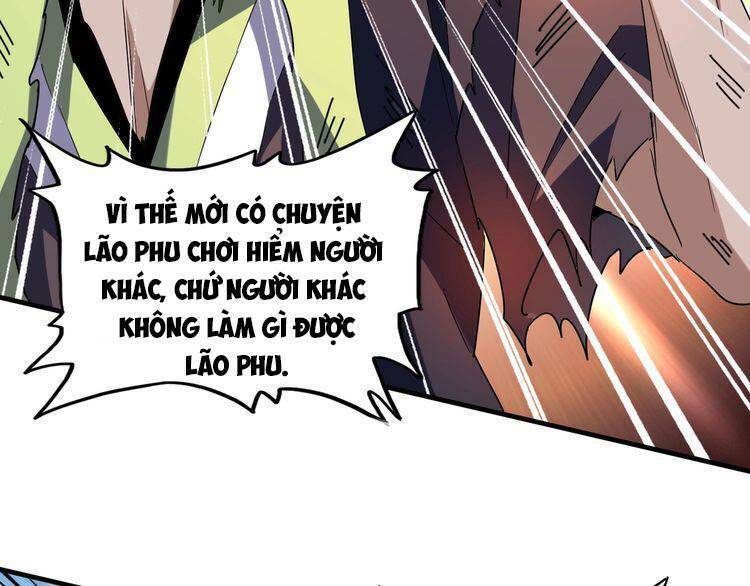 VÌ THẾ MỚI CÓ CHUYỆN
LÃO PHU CHƠI HIỂM NGƯỜI
KHÁC, CHỨ NGƯỜI KHÁC
KHÔNG LÀM GÌ ĐƯỢC
LÃO PHU.